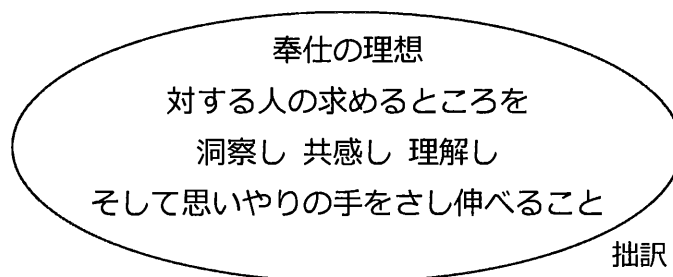 奉仕の理想
対する人の求めるところを
洞察し 共感し 理解し
そして思いやりの手をさし伸べること
拙訳